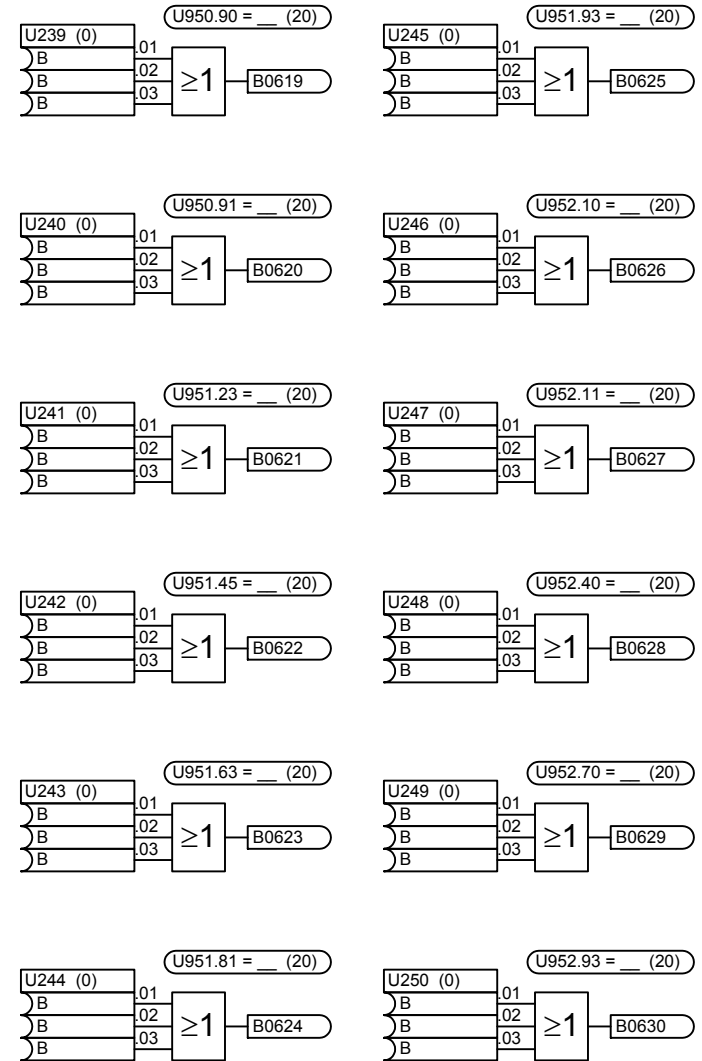 U950.90 = __ (20)
U239 (0)
B .01
B .02
B .03
≥1
B0619
U951.93 = __ (20)
U245 (0)
B .01
B .02
B .03
≥1
B0625
U950.91 = __ (20)
U240 (0)
B .01
B .02
B .03
≥1
B0620
U952.10 = __ (20)
U246 (0)
B .01
B .02
B .03
≥1
B0626
U951.23 = __ (20)
U241 (0)
B .01
B .02
B .03
≥1
B0621
U952.11 = __ (20)
U247 (0)
B .01
B .02
B .03
≥1
B0627
U951.45 = __ (20)
U242 (0)
B .01
B .02
B .03
≥1
B0622
U952.40 = __ (20)
U248 (0)
B .01
B .02
B .03
≥1
B0628
U951.63 = __ (20)
U243 (0)
B .01
B .02
B .03
≥1
B0623
U952.70 = __ (20)
U249 (0)
B .01
B .02
B .03
≥1
B0629
U951.81 = __ (20)
U244 (0)
B .01
B .02
B .03
≥1
B0624
U952.93 = __ (20)
U250 (0)
B .01
B .02
B .03
≥1
B0630